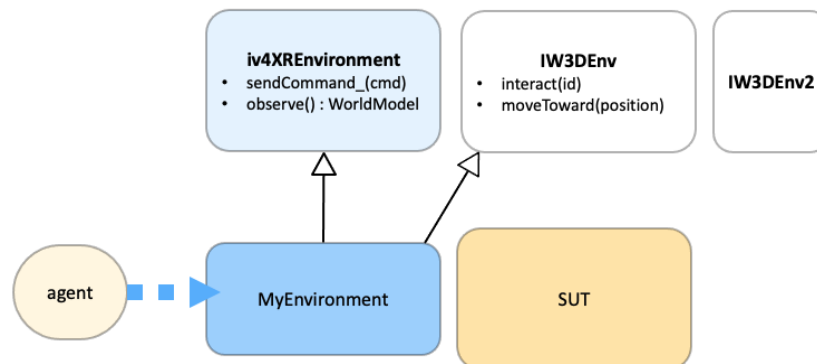 iv4XREnvironment
• sendCommand_(cmd)
• observe() : WorldModel
IW3DEnv
• interact(id)
• moveToward(position)
IW3DEnv2
agent
MyEnvironment
SUT